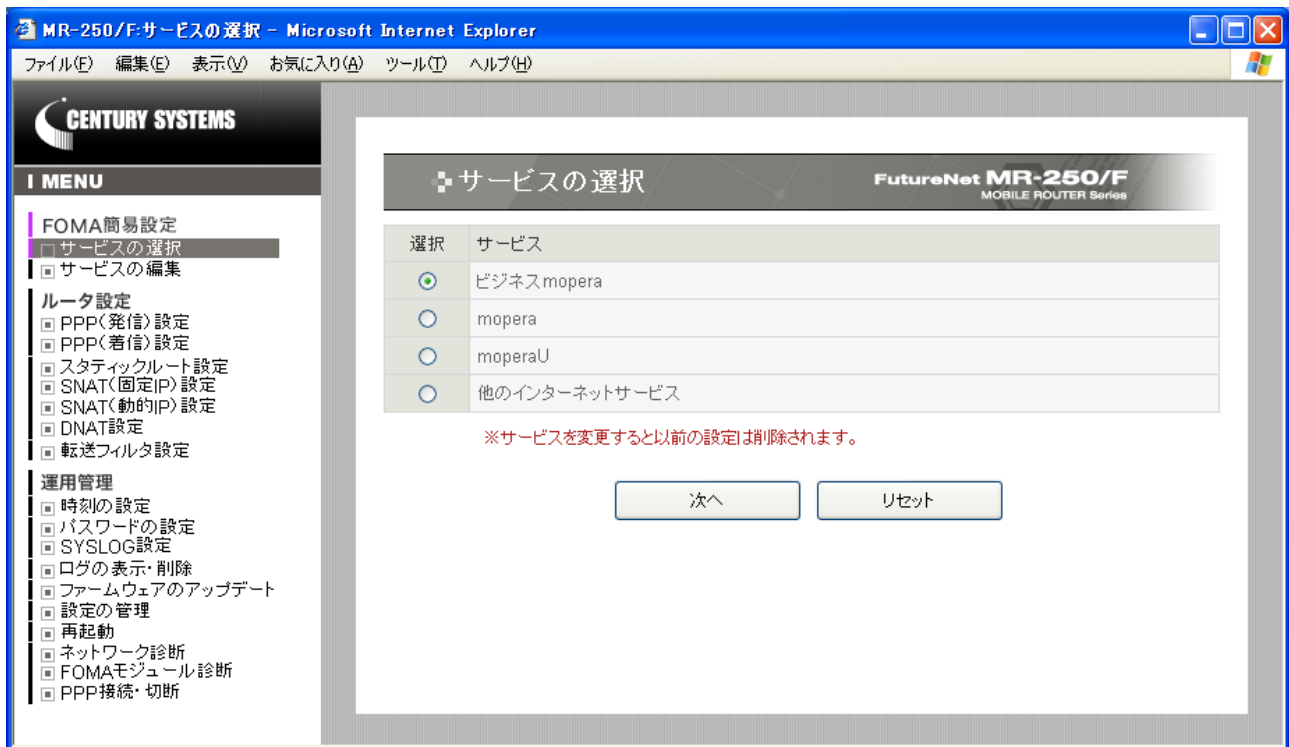 MR-250/F:サービスの選択 - Microsoft Internet Explorer
ファイル(F) 編集(E) 表示(V) お気に入り(A) ツール(T) ヘルプ(H)
CENTURY SYSTEMS
MENU
FOMA簡易設定
サービスの選択
サービスの編集
ルータ設定
PPP(発信)設定
PPP(着信)設定
スタティックルート設定
SNAT(固定IP)設定
SNAT(動的IP)設定
DNAT設定
転送フィルタ設定
運用管理
時刻の設定
パスワードの設定
SYSLOG設定
ログの表示・削除
ファームウェアのアップデート
設定の管理
再起動
ネットワーク診断
FOMAモジュール診断
PPP接続・切断
サービスの選択
FutureNet MR-250/F
MOBILE ROUTER Series
選択 サービス
ビジネスmopera
mopera
moperaU
他のインターネットサービス
※サービスを変更すると以前の設定は削除されます。
次へ リセット